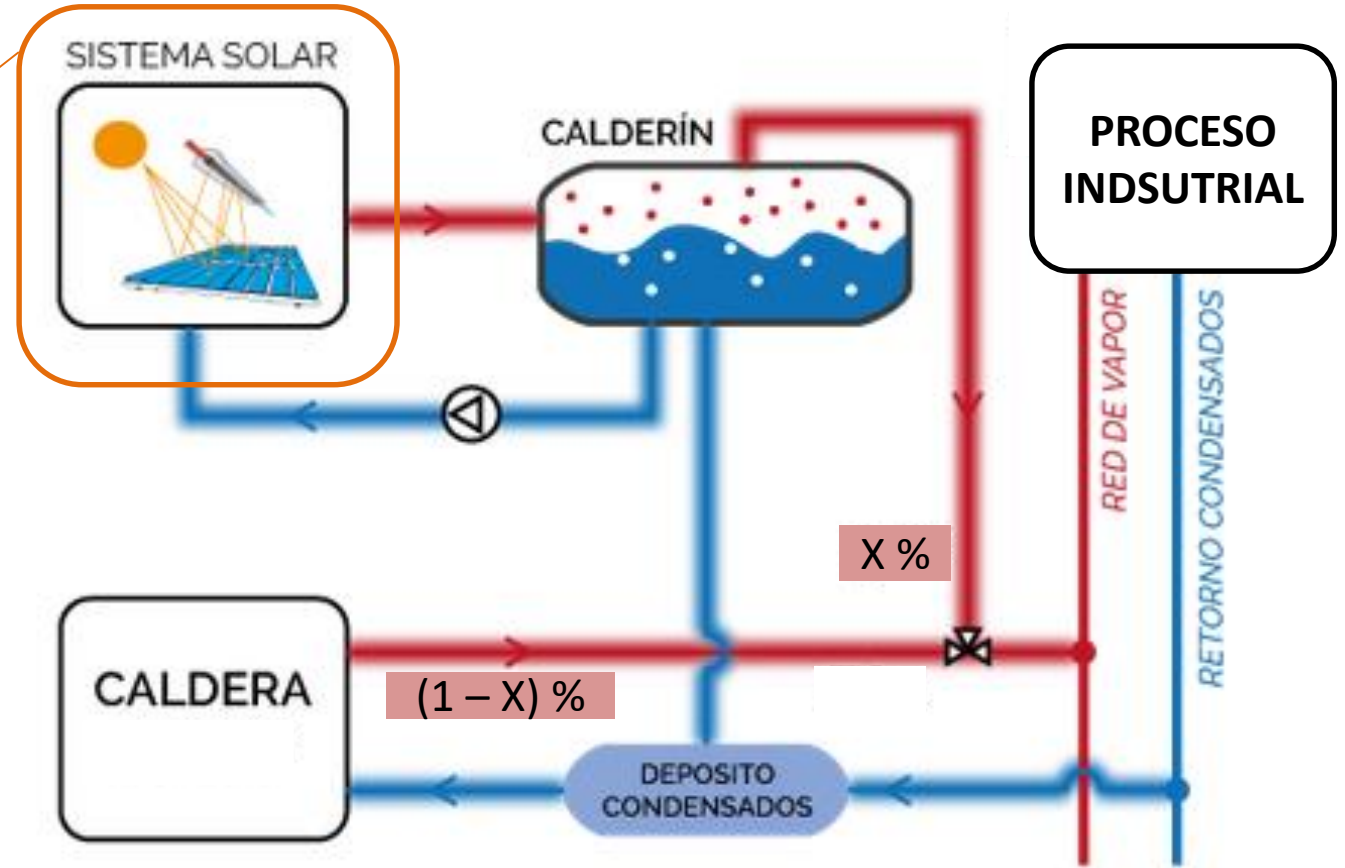 SISTEMA SOLAR
CALDERÍN
PROCESO
INDSUTRIAL
RED DE VAPOR
RETORNO CONDENSADOS
X %
CALDERA
(1 – X) %
DEPOSITO
CONDENSADOS